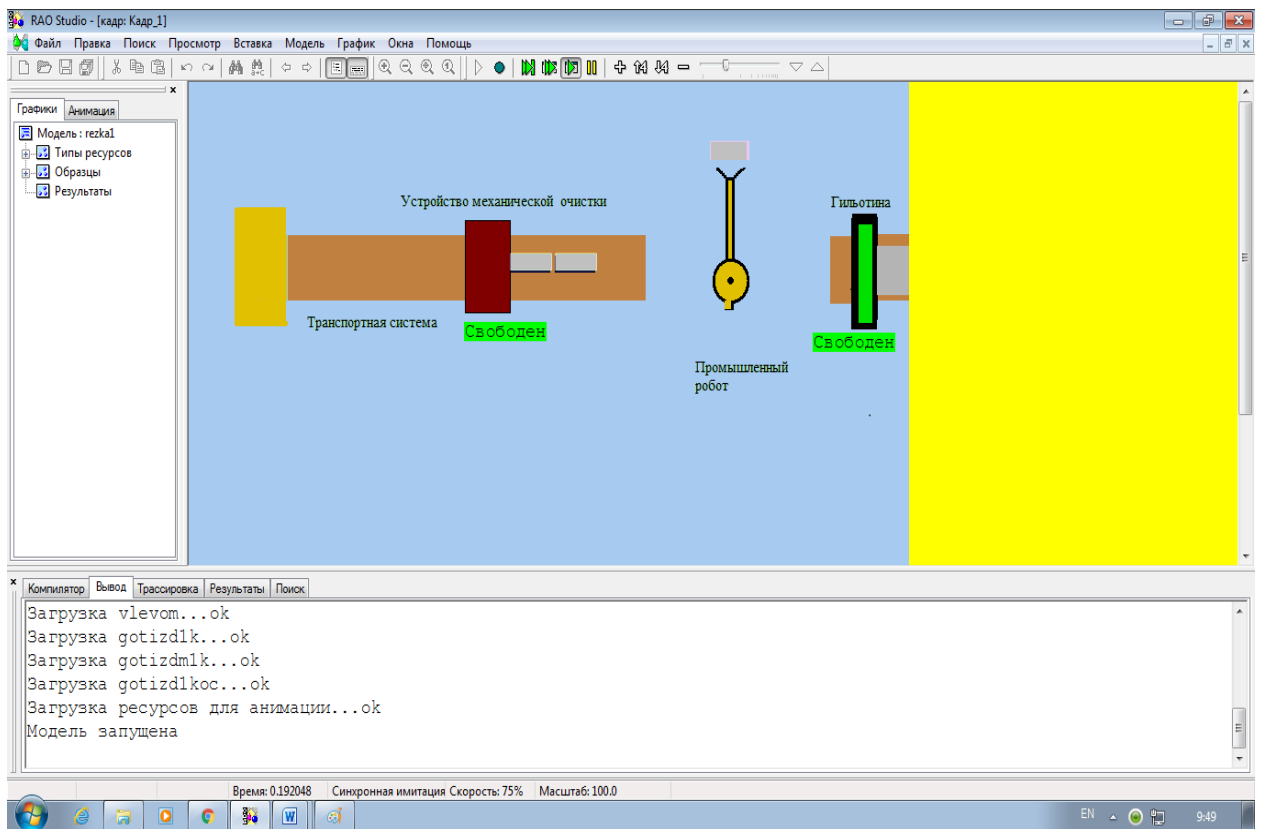 RAO Studio - [кадр: Кадр_1]
Файл Правка Поиск Просмотр Вставка Модель График Окна Помощь
Графики Анимация
Модель : rezka1
Типы ресурсов
Образцы
Результаты
Устройство механической очистки
Гильотина
Транспортная система
Свободен
Свободен
Промышленный
робот
Компилятор Вывод Трассировка Результаты Поиск
Загрузка vlevom...ok
Загрузка gotizd1k...ok
Загрузка gotizdm1k...ok
Загрузка gotizd1koc...ok
Загрузка ресурсов для анимации...ok
Модель запущена
Время: 0.192048 Синхронная имитация Скорость: 75% Масштаб: 100.0
EN 9:49